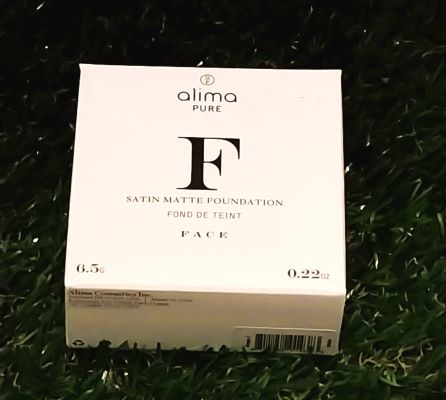 alima
PURE
F
SATIN MATTE FOUNDATION
FOND DE TEINT
FACE
6.5G
0.22OZ
Alima Cosmetics Inc